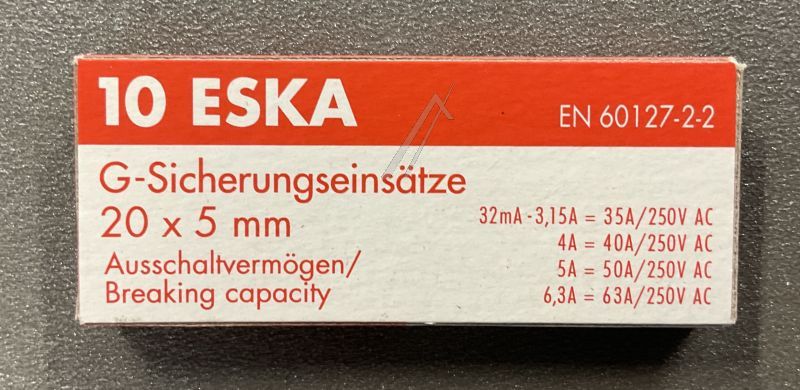 10 ESKA
EN 60127-2-2
G-Sicherungseinsätze
20 x 5 mm
Ausschaltvermögen/
Breaking capacity
32mA - 3,15A = 35A/250V AC
4A = 40A/250V AC
5A = 50A/250V AC
6,3A = 63A/250V AC